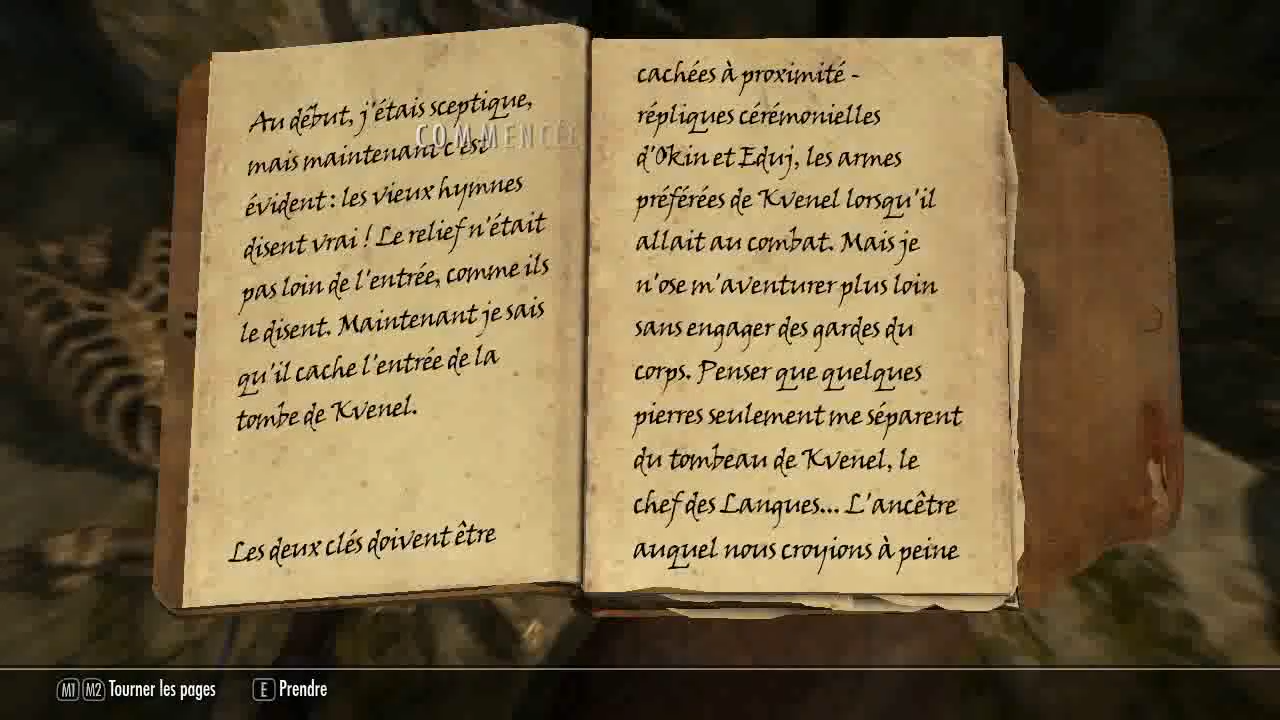 Au début, j'étais sceptique,
COMMENCÉE
mais maintenant c'est
évident : les vieux hymnes
disent vrai ! Le relief n'était
pas loin de l'entrée, comme ils
le disent. Maintenant je sais
qu'il cache l'entrée de la
tombe de Kvenel.
Les deux clés doivent être
cachées à proximité -
répliques cérémonielles
d'Okin et Eduj, les armes
préférées de Kvenel lorsqu'il
allait au combat. Mais je
n'ose m'aventurer plus loin
sans engager des gardes du
corps. Penser que quelques
pierres seulement me séparent
du tombeau de Kvenel, le
chef des Langues... L'ancêtre
auquel nous croyions à peine
M1 M2 Tourner les pages E Prendre